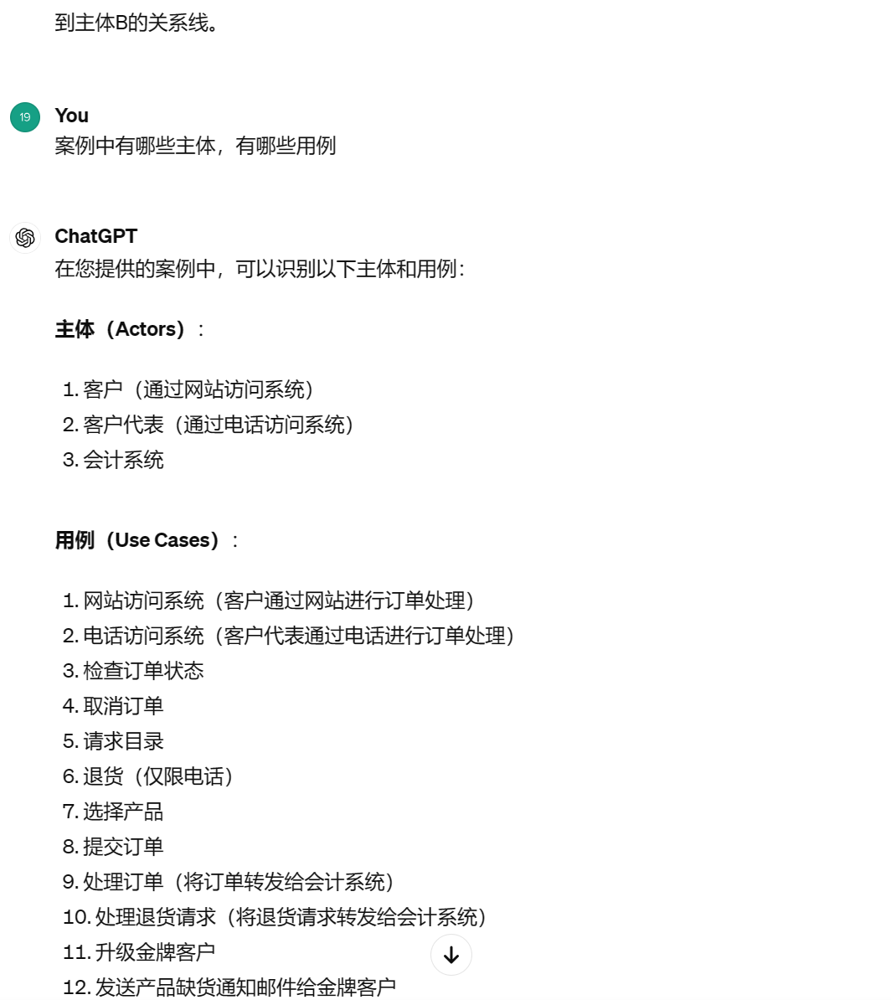 到主体B的关系线。
19
You
案例中有哪些主体，有哪些用例
ChatGPT
在您提供的案例中，可以识别以下主体和用例：
主体（Actors）：
1. 客户（通过网站访问系统）
2. 客户代表（通过电话访问系统）
3. 会计系统
用例（Use Cases）：
1. 网站访问系统（客户通过网站进行订单处理）
2. 电话访问系统（客户代表通过电话进行订单处理）
3. 检查订单状态
4. 取消订单
5. 请求目录
6. 退货（仅限电话）
7. 选择产品
8. 提交订单
9. 处理订单（将订单转发给会计系统）
10. 处理退货请求（将退货请求转发给会计系统）
11. 升级金牌客户
12. 发送产品缺货通知邮件给金牌客户